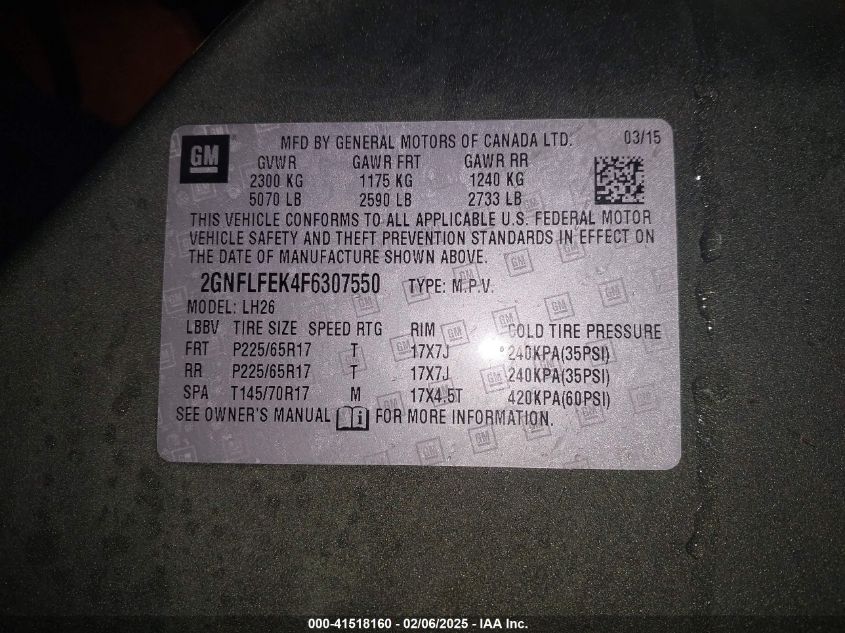 GM
MFD BY GENERAL MOTORS OF CANADA LTD. 03/15
GVWR GAWR FRT GAWR RR
2300 KG 1175 KG 1240 KG
5070 LB 2590 LB 2733 LB
THIS VEHICLE CONFORMS TO ALL APPLICABLE U.S. FEDERAL MOTOR
VEHICLE SAFETY AND THEFT PREVENTION STANDARDS IN EFFECT ON
THE DATE OF MANUFACTURE SHOWN ABOVE.
2GNFLFEK4F6307550 TYPE: M.P.V.
MODEL: LH26
LBBV TIRE SIZE SPEED RTG RIM COLD TIRE PRESSURE
FRT P225/65R17 T 17X7J 240KPA(35PSI)
RR P225/65R17 T 17X7J 240KPA(35PSI)
SPA T145/70R17 M 17X4.5T 420KPA(60PSI)
SEE OWNER'S MANUAL FOR MORE INFORMATION.
000-41518160 - 02/06/2025 - IAA Inc.